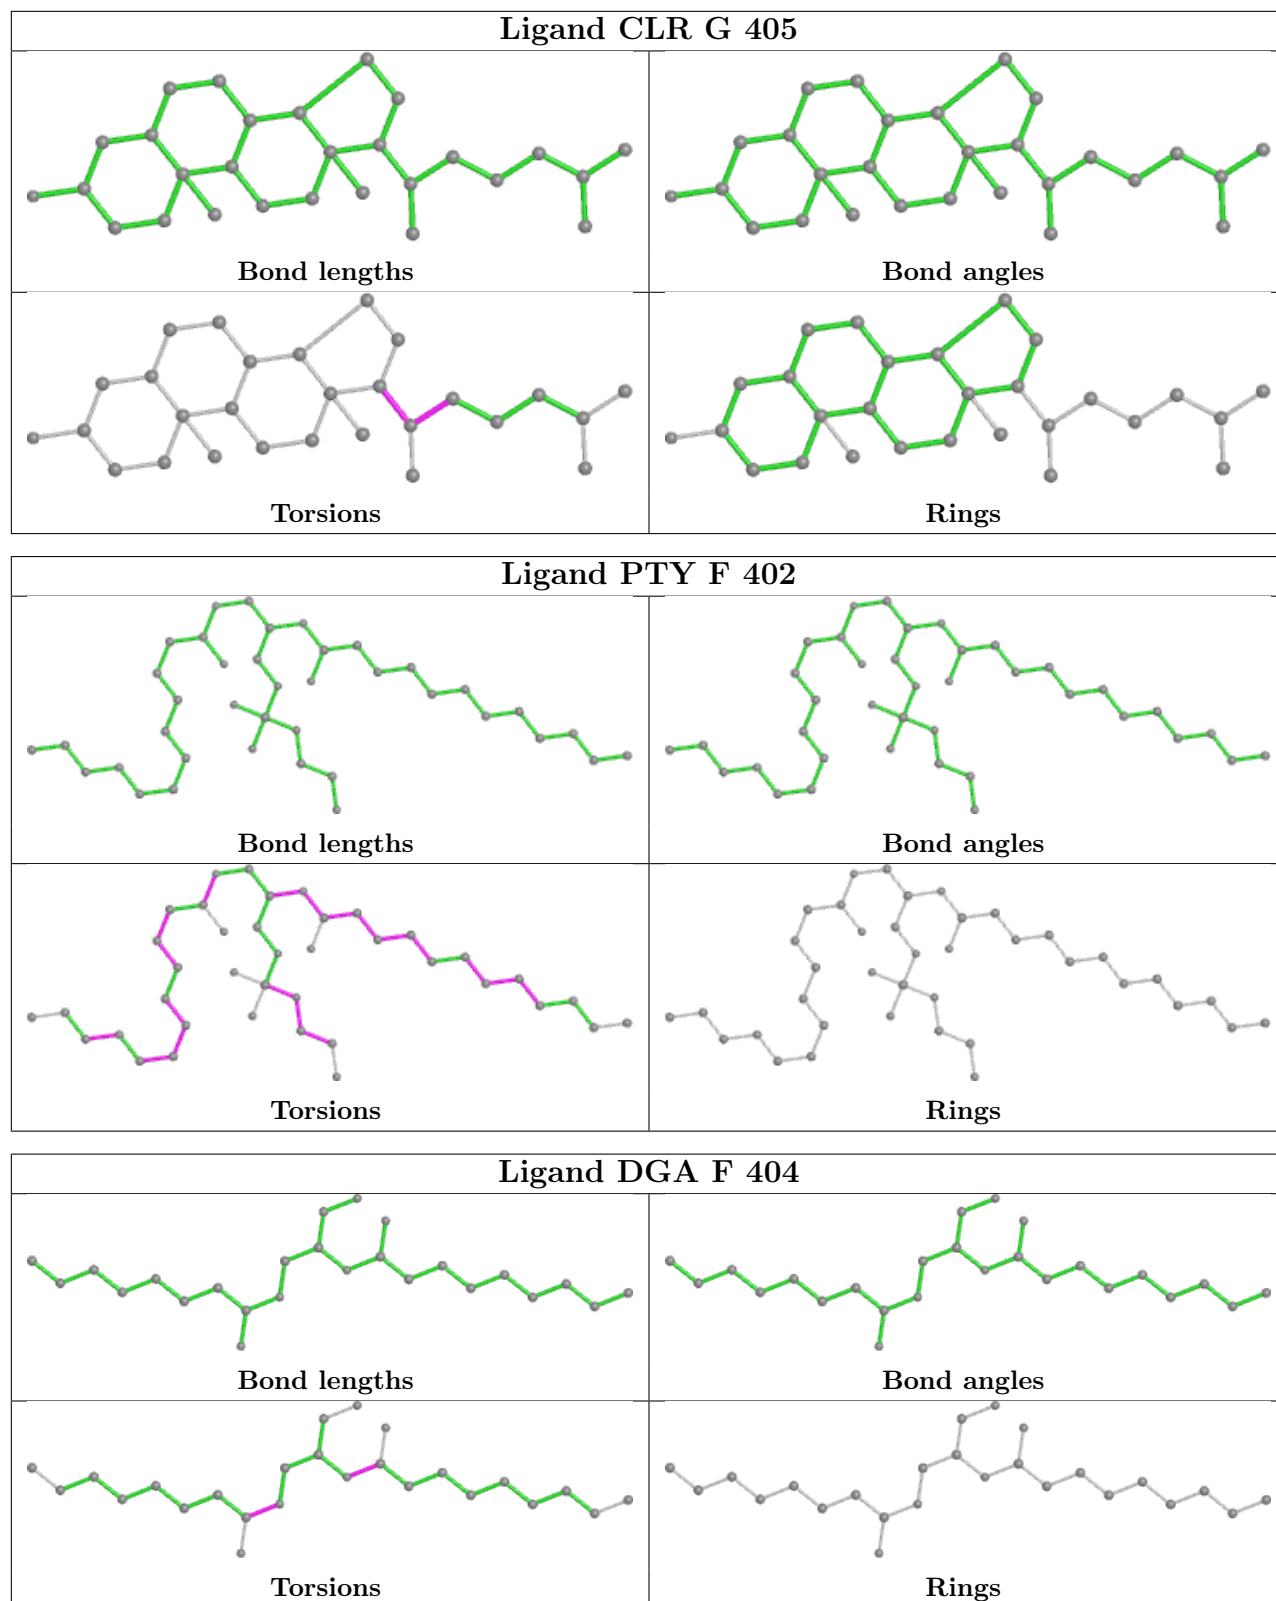 Ligand CLR G 405
Bond lengths
Bond angles
Torsions
Rings
Ligand PTY F 402
Bond lengths
Bond angles
Torsions
Rings
Ligand DGA F 404
Bond lengths
Bond angles
Torsions
Rings